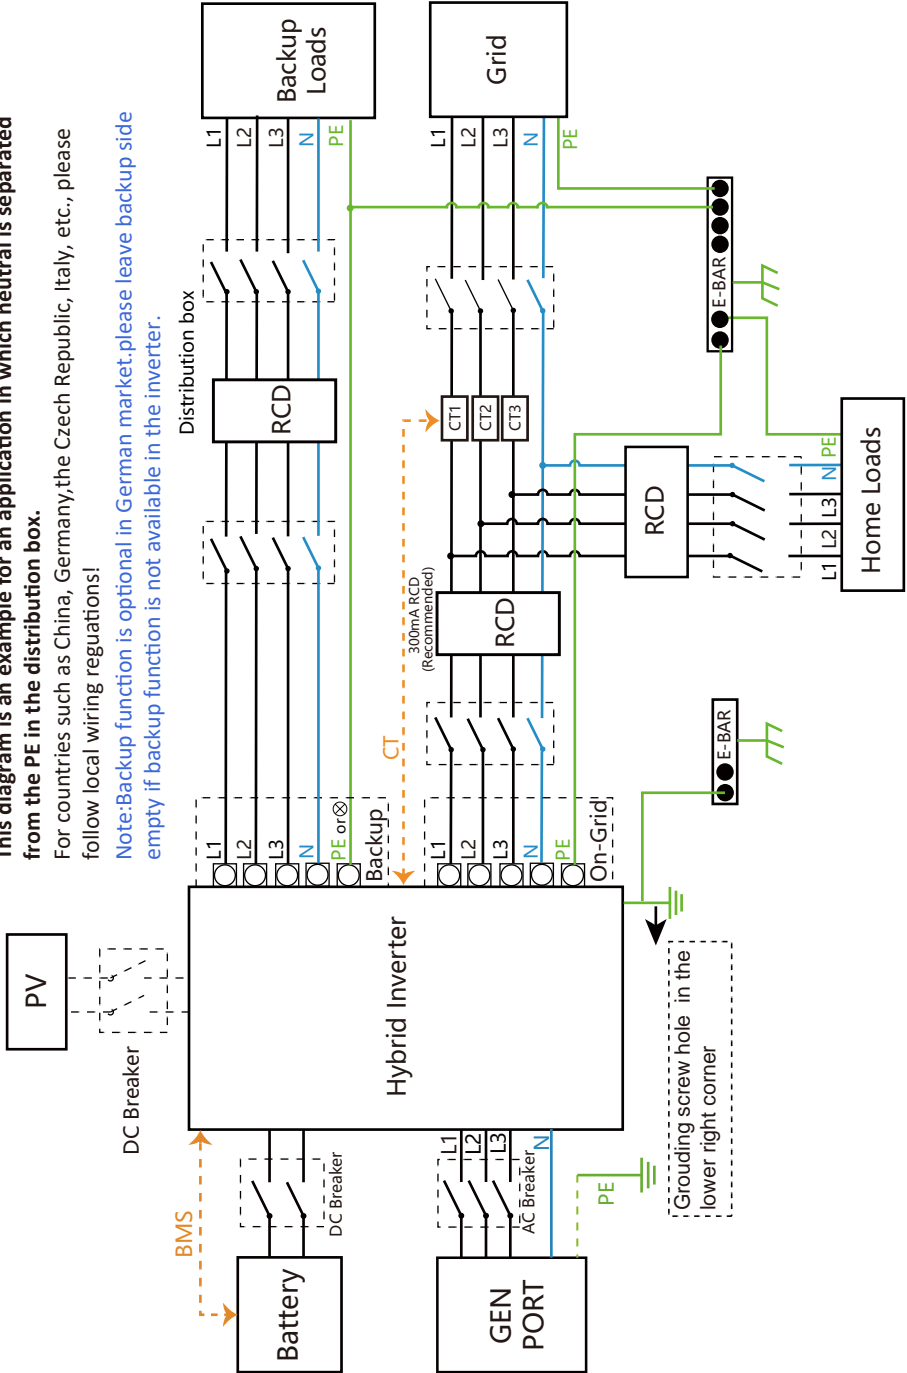 This diagram is an example for an application in which neutral is separated
from the PE in the distribution box.
For countries such as China, Germany,the Czech Republic, Italy, etc., please
follow local wiring reguations!
Note:Backup function is optional in German market.please leave backup side
empty if backup function is not available in the inverter.
PV
DC Breaker
BMS
Battery
DC Breaker
GEN
PORT
L1
L2
L3
N
AC Breaker
PE
Hybrid Inverter
Grouding screw hole in the
lower right corner
L1
L2
L3
N
PE or
Backup
CT
L1
L2
L3
N
PE
On-Grid
E-BAR
Distribution box
RCD
L1
L2
L3
N
PE
Backup
Loads
300mA RCD
(Recommended)
RCD
CT1
CT2
CT3
L1
L2
L3
N
PE
Grid
RCD
L1
L2
L3
N
PE
Home Loads
E-BAR